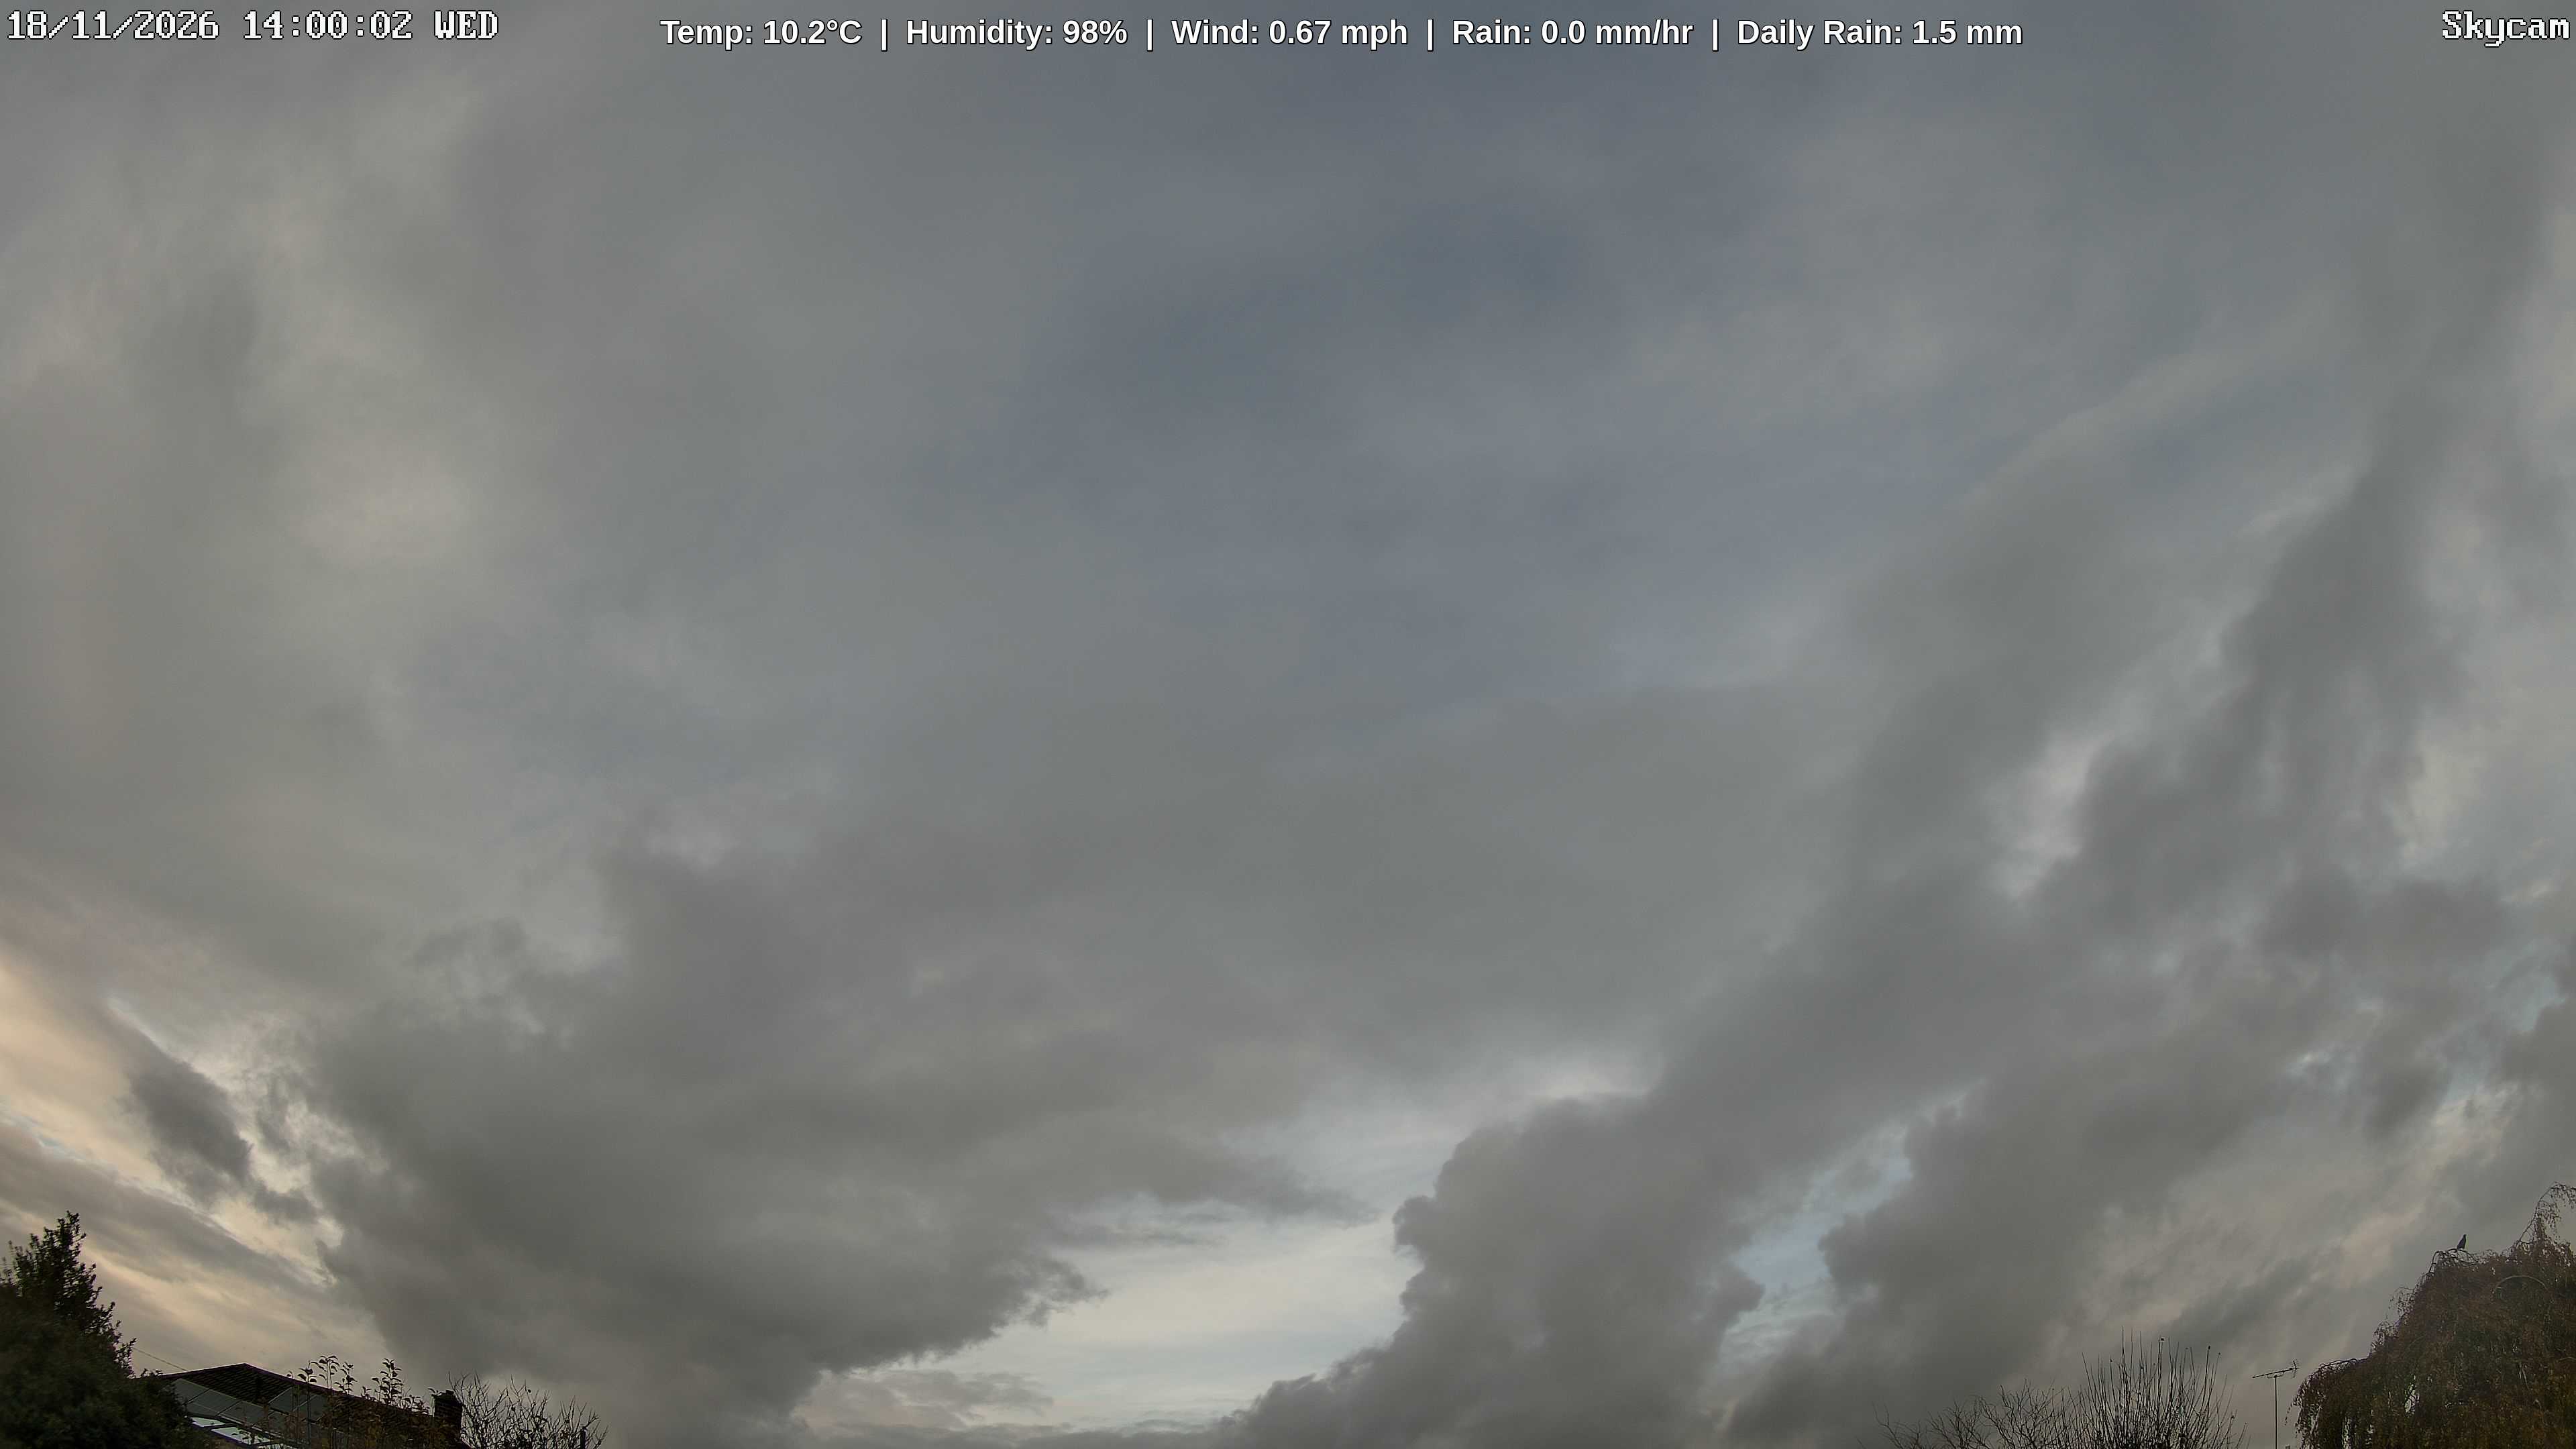 18/11/2026 14:00:02 WED
Temp: 10.2°C | Humidity: 98% | Wind: 0.67 mph | Rain: 0.0 mm/hr | Daily Rain: 1.5 mm
Skycam